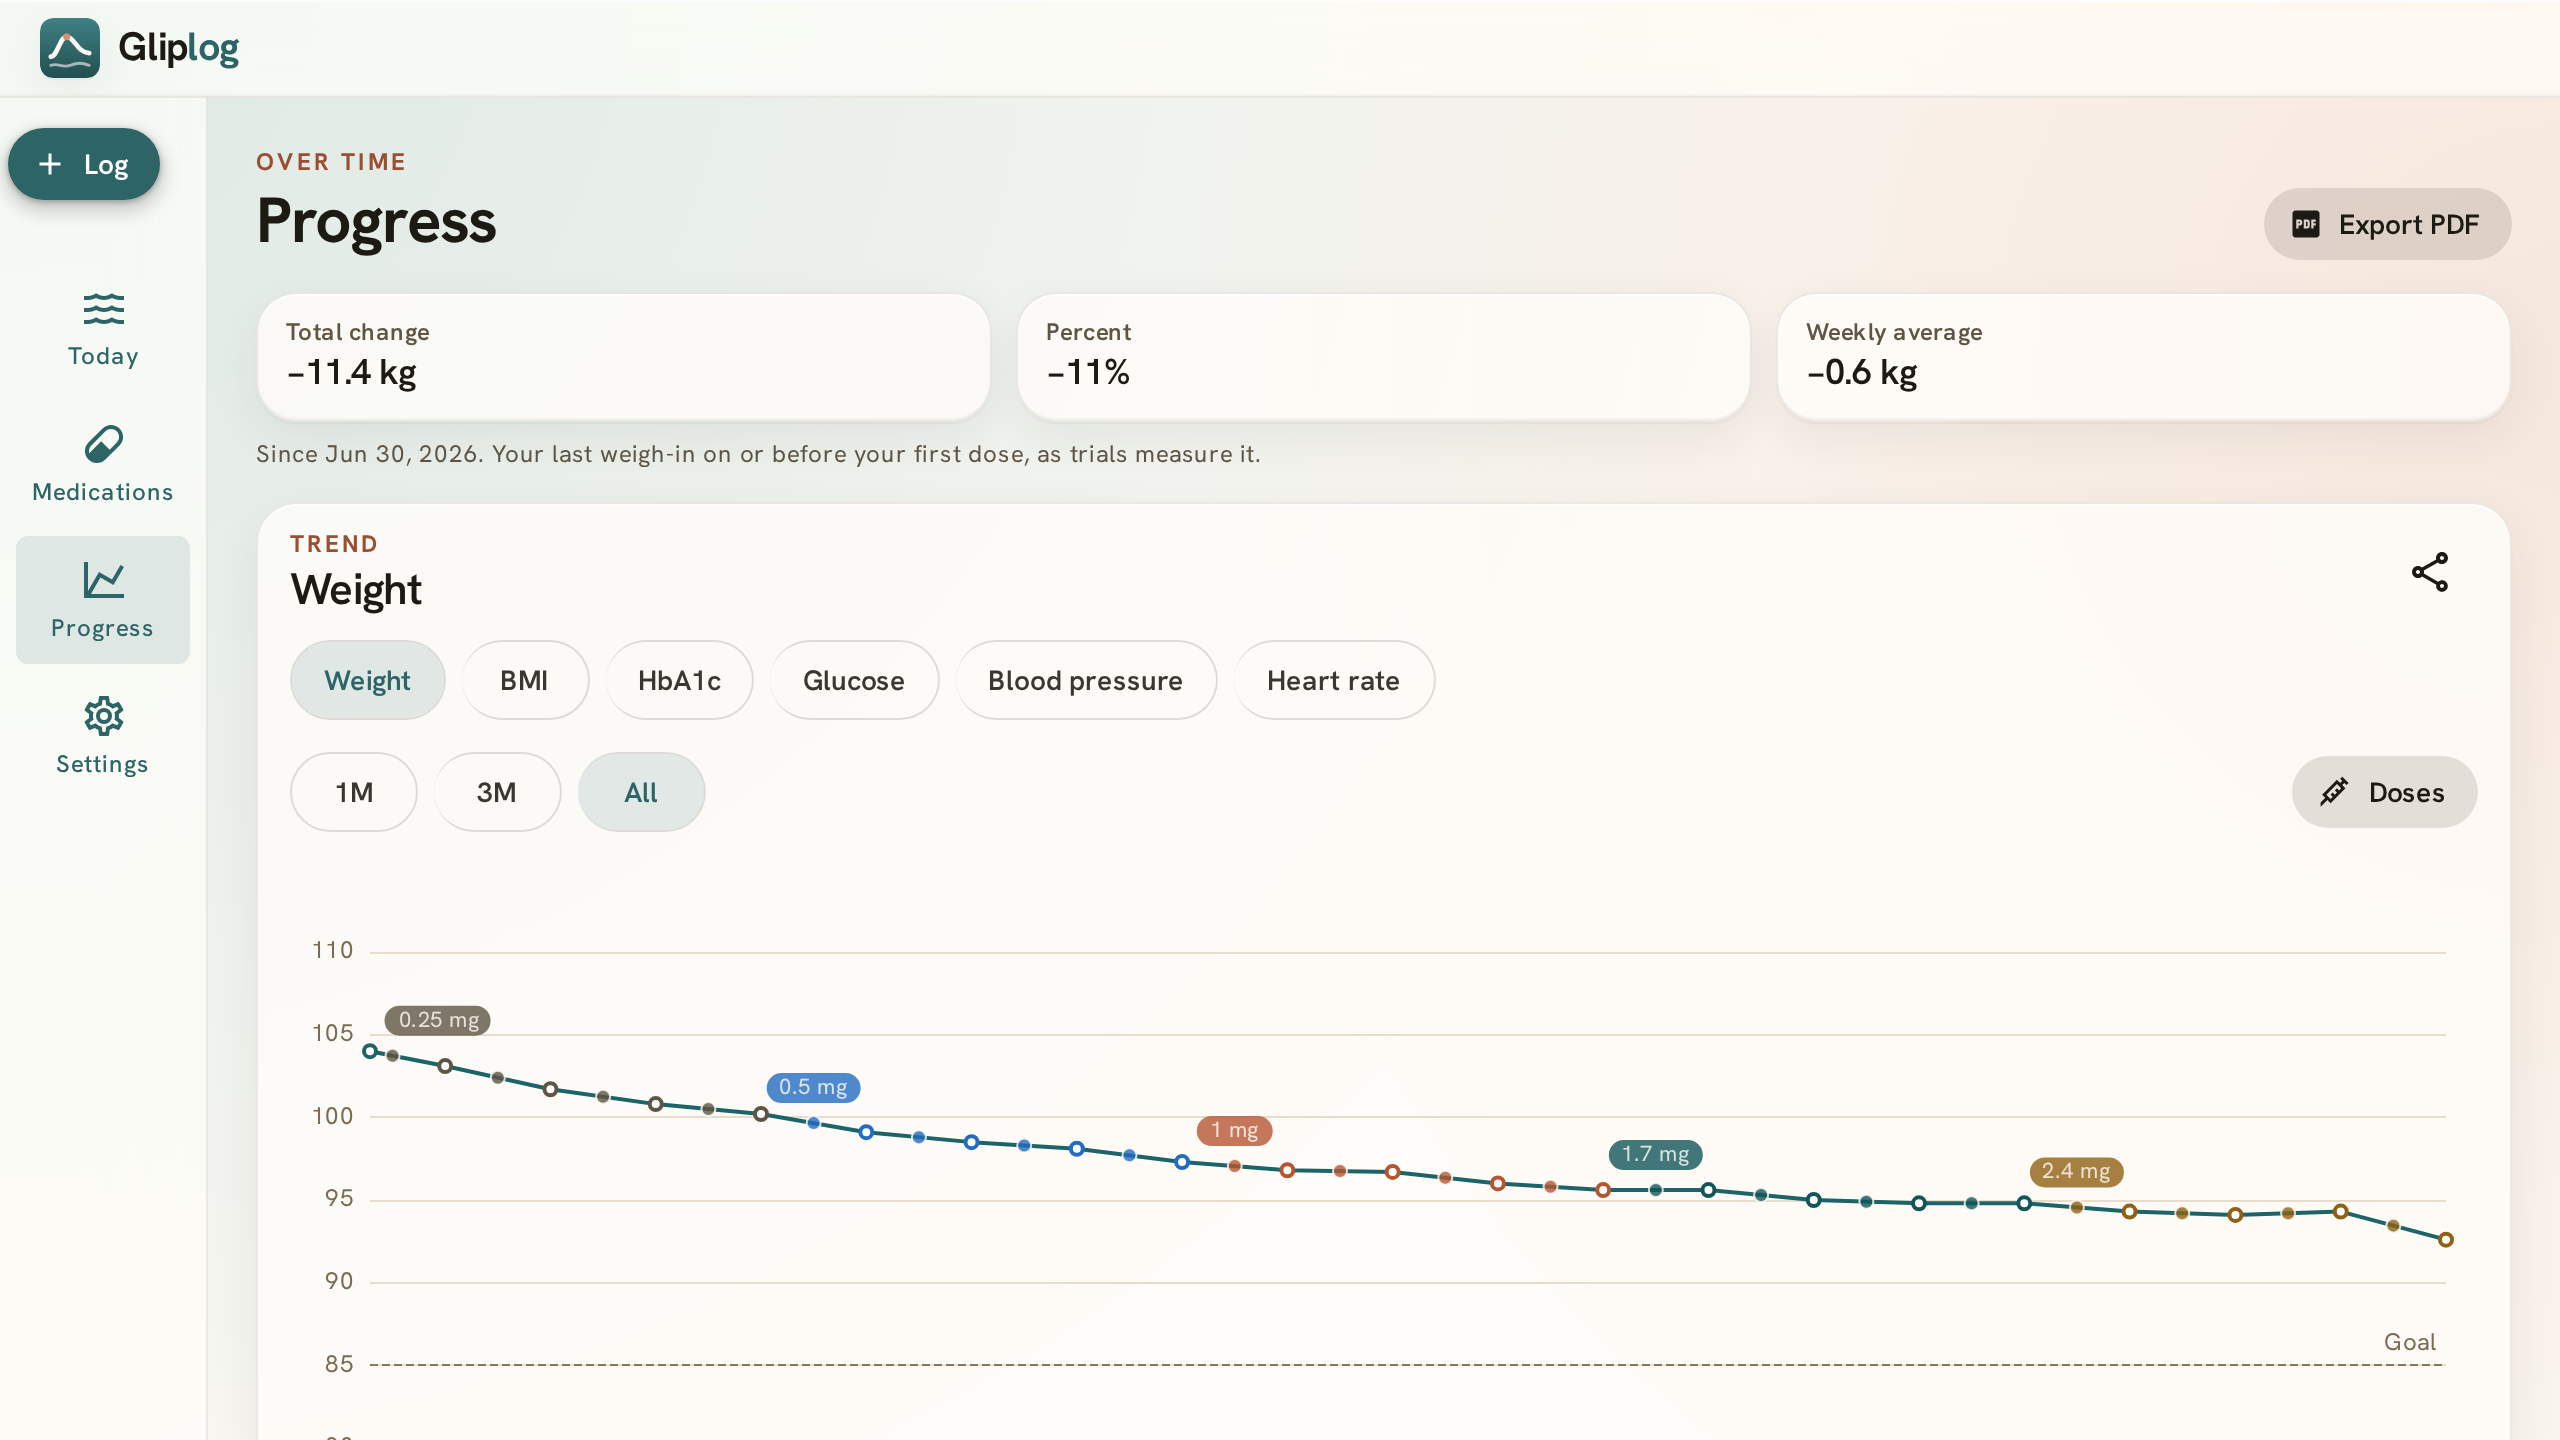 Gliplog
Log
Today
Medications
Progress
Settings
OVER TIME
Progress
PDF Export PDF
Total change
−11.4 kg
Percent
−11%
Weekly average
−0.6 kg
Since Jun 30, 2026. Your last weigh-in on or before your first dose, as trials measure it.
TREND
Weight
Weight BMI HbA1c Glucose Blood pressure Heart rate
1M 3M All
Doses
110
0.25 mg
105
0.5 mg
100
1 mg
1.7 mg
2.4 mg
95
90
Goal
85